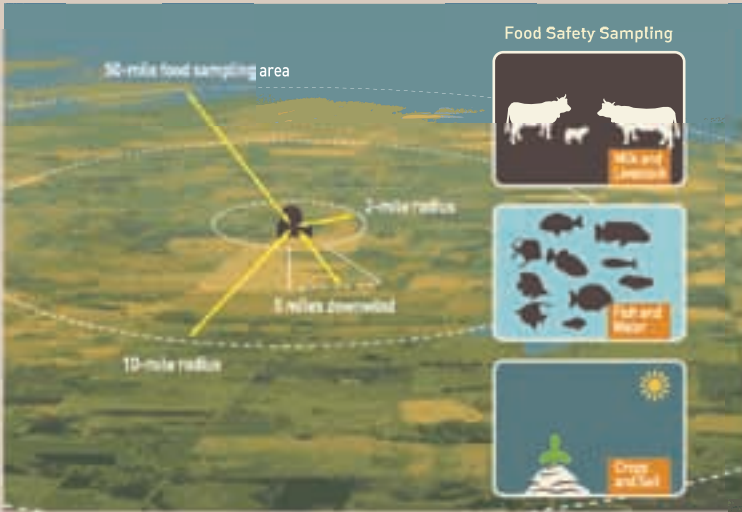 Food Safety Sampling
50-mile food sampling area
2-mile radius
5 miles downwind
10-mile radius
Milk and
Livestock
Fish and
Water
Crops
and Soil